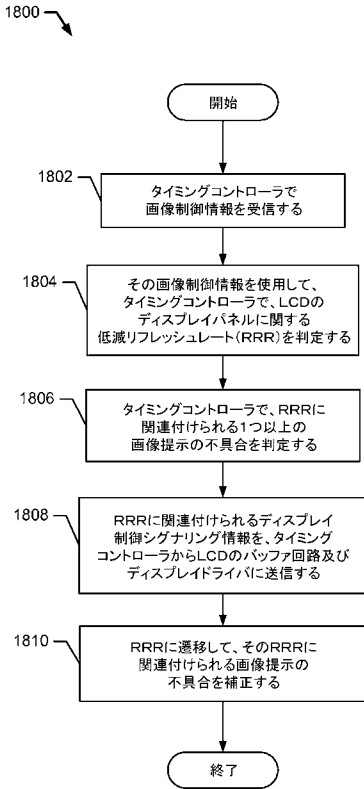 1800
開始
1802
タイミングコントローラで
画像制御情報を受信する
1804
その画像制御情報を使用して、
タイミングコントローラで、LCDの
ディスプレイパネルに関する
低減リフレッシュレート(RRR)を判定する
1806
タイミングコントローラで、RRRに
関連付けられる1つ以上の
画像提示の不具合を判定する
1808
RRRに関連付けられるディスプレイ
制御シグナリング情報を、タイミング
コントローラからLCDのバッファ回路及び
ディスプレイドライバに送信する
1810
RRRに遷移して、そのRRRに
関連付けられる画像提示の
不具合を補正する
終了